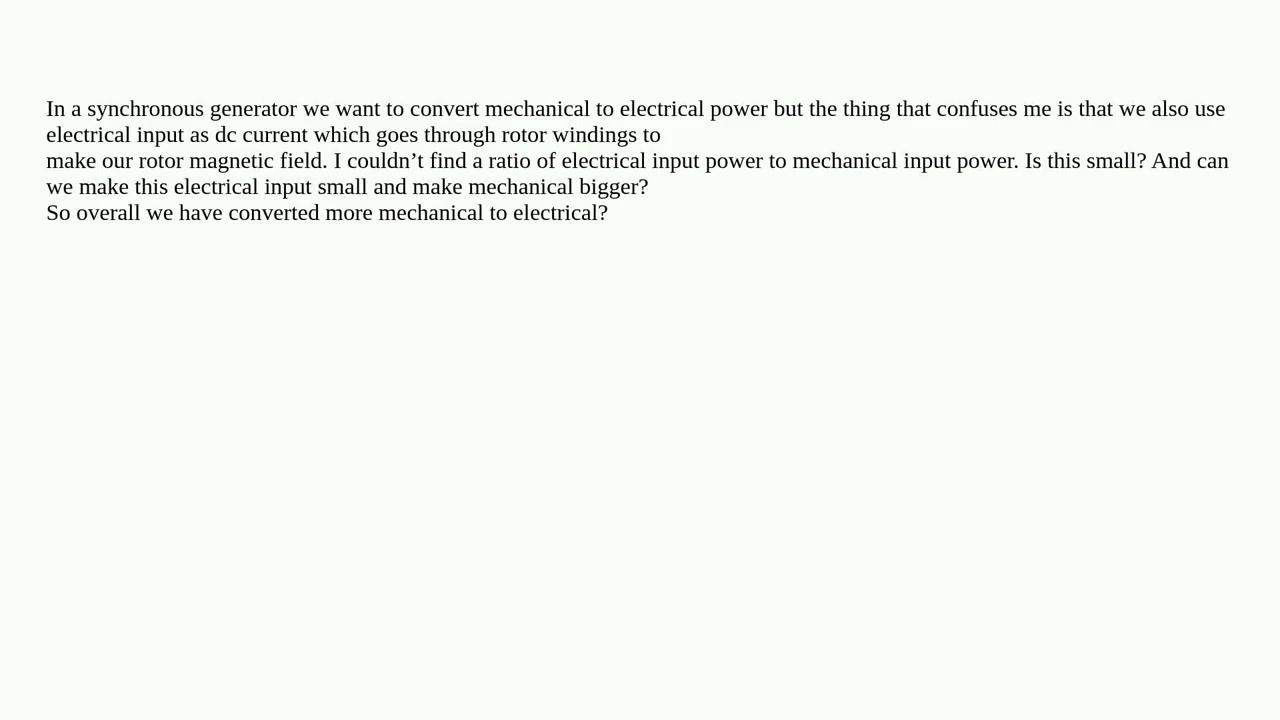 In a synchronous generator we want to convert mechanical to electrical power but the thing that confuses me is that we also use
electrical input as dc current which goes through rotor windings to
make our rotor magnetic field. I couldn’t find a ratio of electrical input power to mechanical input power. Is this small? And can
we make this electrical input small and make mechanical bigger?
So overall we have converted more mechanical to electrical?